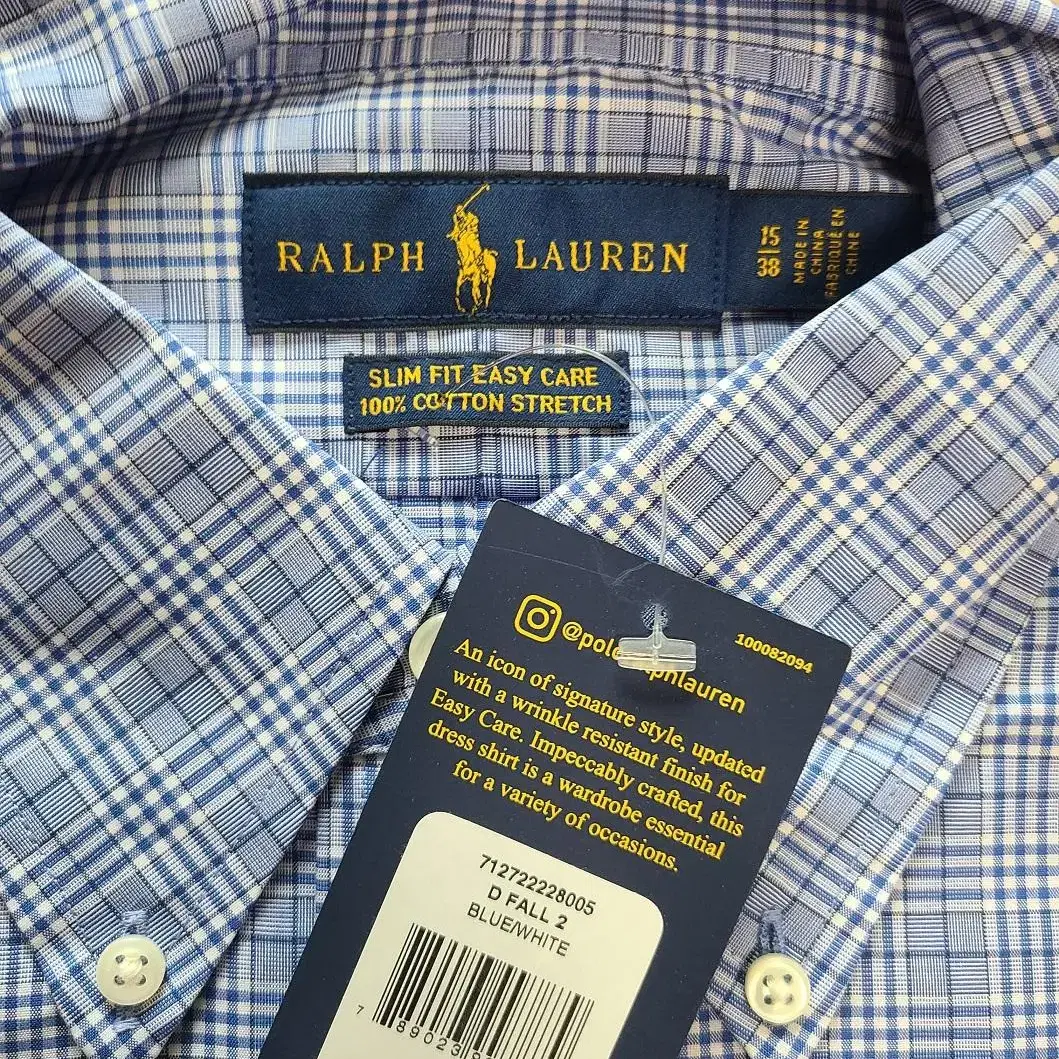 RALPH LAUREN
15
38
MADE IN
CHINA
FABRIQUÉ EN
CHINE
SLIM FIT EASY CARE
100% COTTON STRETCH
100082094
An icon of signature style, updated
with a wrinkle resistant finish for
Easy Care. Impeccably crafted, this
dress shirt is a wardrobe essential
for a variety of occasions.
712722228005
D FALL 2
BLUE/WHITE
7 89023